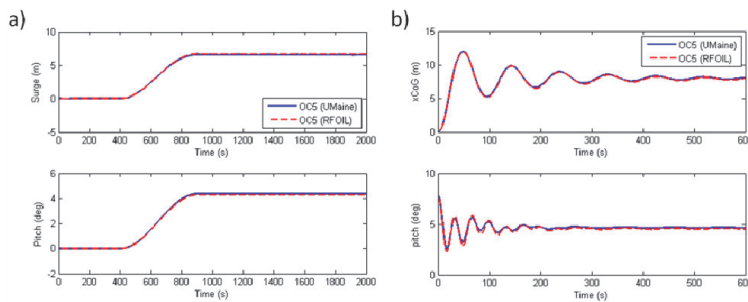 a)
10
5
0
-5
Surge (m)
OC5 (UMaine)
OC5 (RFOIL)
0 200 400 600 800 1000 1200 1400 1600 1800 2000
Time (s)
6
4
2
0
-2
Pitch (deg)
0 200 400 600 800 1000 1200 1400 1600 1800 2000
Time (s)
b)
15
10
5
0
xCoG (m)
OC5 (UMaine)
OC5 (RFOIL)
0 100 200 300 400 500 600
Time (s)
10
5
0
pitch (deg)
0 100 200 300 400 500 600
Time (s)